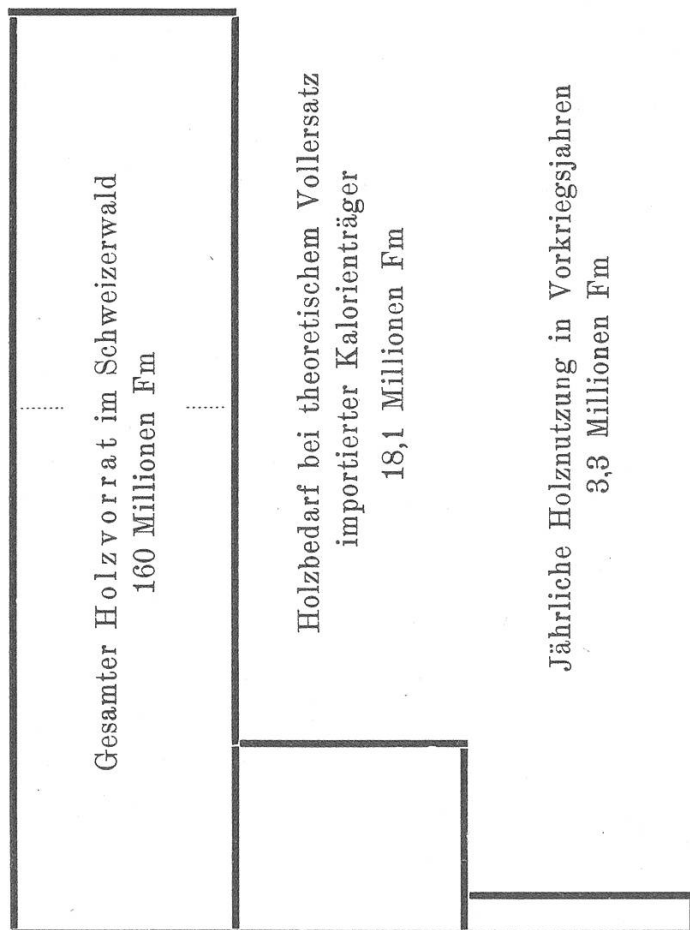 Gesamter Holzvorrat im Schweizerwald
160 Millionen Fm
Holzbedarf bei theoretischem Vollersatz
importierter Kalorienträger
18,1 Millionen Fm
Jährliche Holznutzung in Vorkriegsjahren
3,3 Millionen Fm